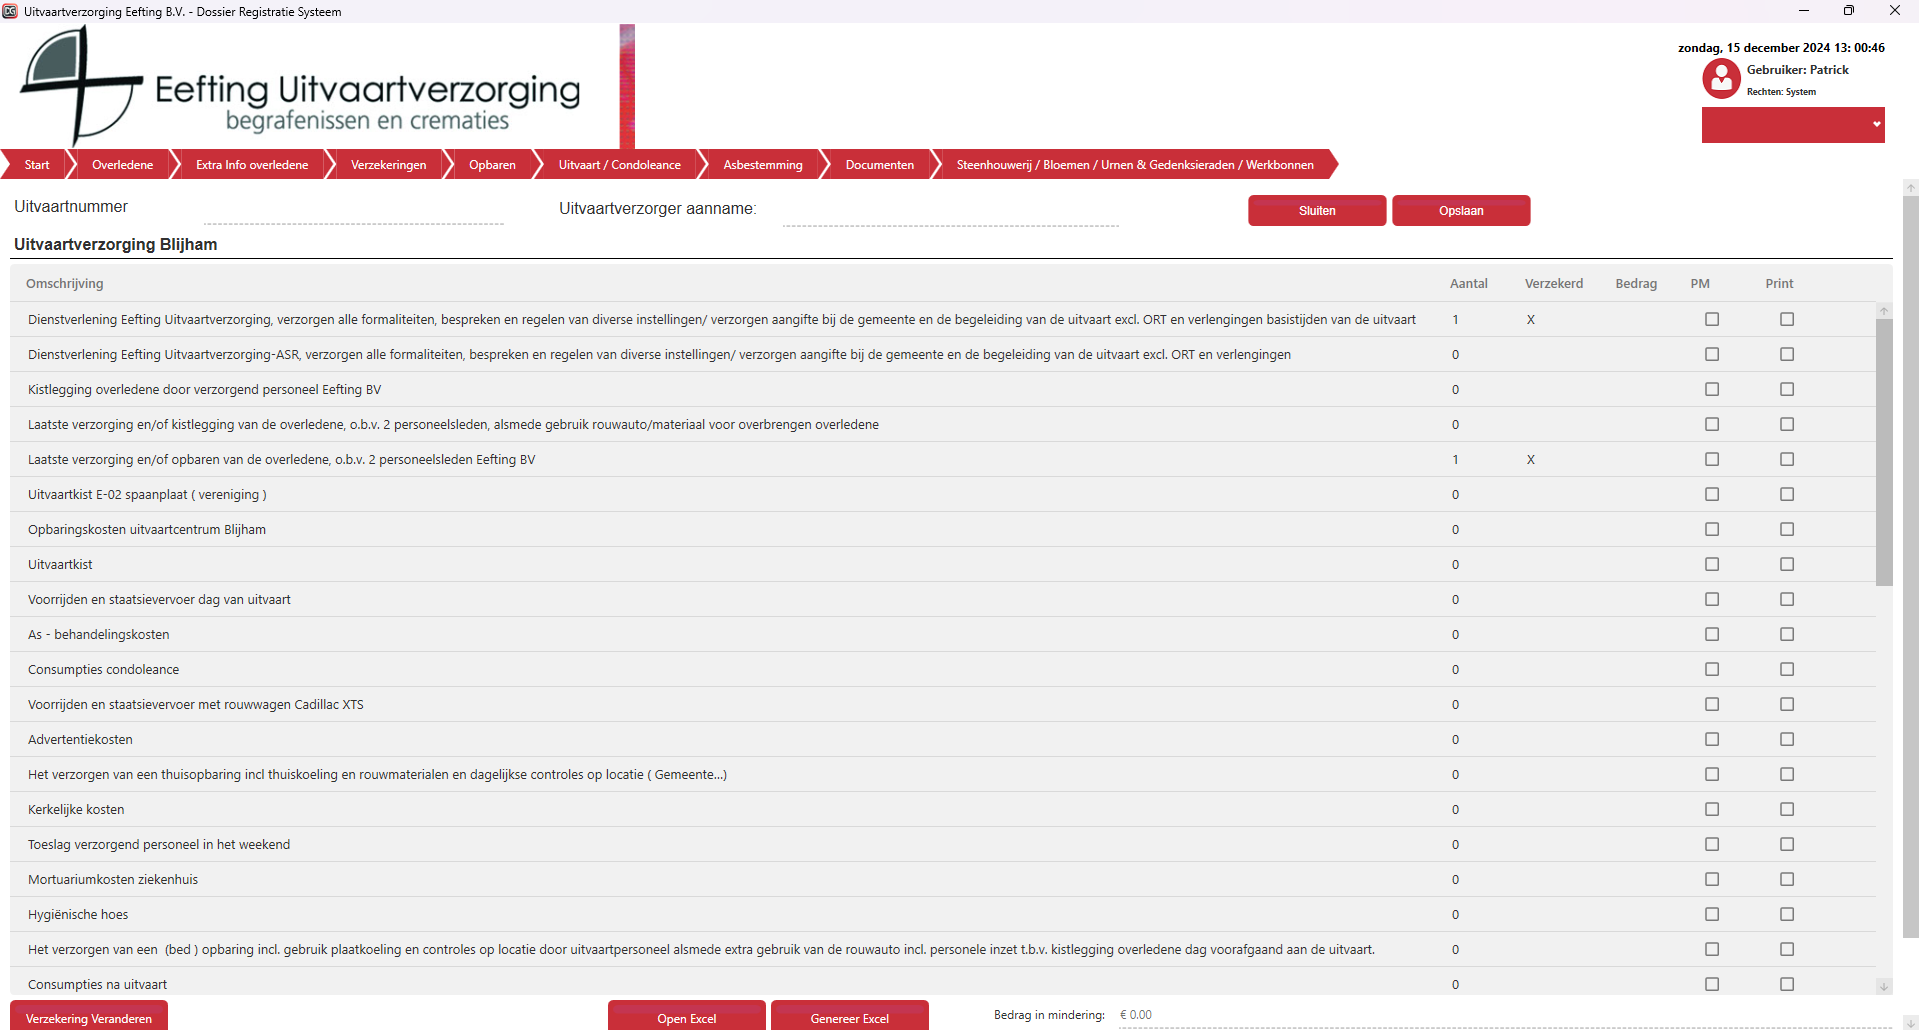 Uitvaartverzorging Eefting B.V. - Dossier Registratie Systeem
Eefting Uitvaartverzorging
begrafenissen en crematies
zondag, 15 december 2024 13: 00:46
Gebruiker: Patrick
Rechten: System
Start Overledene Extra Info overledene Verzekeringen Opbaren Uitvaart / Condoleance Asbestemming Documenten Steenhouwerij / Bloemen / Urnen & Gedenksieraden / Werkbonnen
Uitvaartnummer Uitvaartverzorger aanname: Sluiten Opslaan
Uitvaartverzorging Blijham
Omschrijving Aantal Verzekerd Bedrag PM Print
Dienstverlening Eefting Uitvaartverzorging, verzorgen alle formaliteiten, bespreken en regelen van diverse instellingen/ verzorgen aangifte bij de gemeente en de begeleiding van de uitvaart excl. ORT en verlengingen basistijden van de uitvaart 1 X
Dienstverlening Eefting Uitvaartverzorging-ASR, verzorgen alle formaliteiten, bespreken en regelen van diverse instellingen/ verzorgen aangifte bij de gemeente en de begeleiding van de uitvaart excl. ORT en verlengingen 0
Kistlegging overledene door verzorgend personeel Eefting BV 0
Laatste verzorging en/of kistlegging van de overledene, o.b.v. 2 personeelsleden, alsmede gebruik rouwauto/materiaal voor overbrengen overledene 0
Laatste verzorging en/of opbaren van de overledene, o.b.v. 2 personeelsleden Eefting BV 1 X
Uitvaartkist E-02 spaanplaat ( vereniging ) 0
Opbaringskosten uitvaartcentrum Blijham 0
Uitvaartkist 0
Voorrijden en staatsievervoer dag van uitvaart 0
As - behandelingskosten 0
Consumpties condoleance 0
Voorrijden en staatsievervoer met rouwwagen Cadillac XTS 0
Advertentiekosten 0
Het verzorgen van een thuisopbaring incl thuiskoeling en rouwmaterialen en dagelijkse controles op locatie ( Gemeente...) 0
Kerkelijke kosten 0
Toeslag verzorgend personeel in het weekend 0
Mortuariumkosten ziekenhuis 0
Hygiënische hoes 0
Het verzorgen van een  (bed ) opbaring incl. gebruik plaatkoeling en controles op locatie door uitvaartpersoneel alsmede extra gebruik van de rouwauto incl. personele inzet t.b.v. kistlegging overledene dag voorafgaand aan de uitvaart. 0
Consumpties na uitvaart 0
Verzekering Veranderen Open Excel Genereer Excel Bedrag in mindering: € 0.00